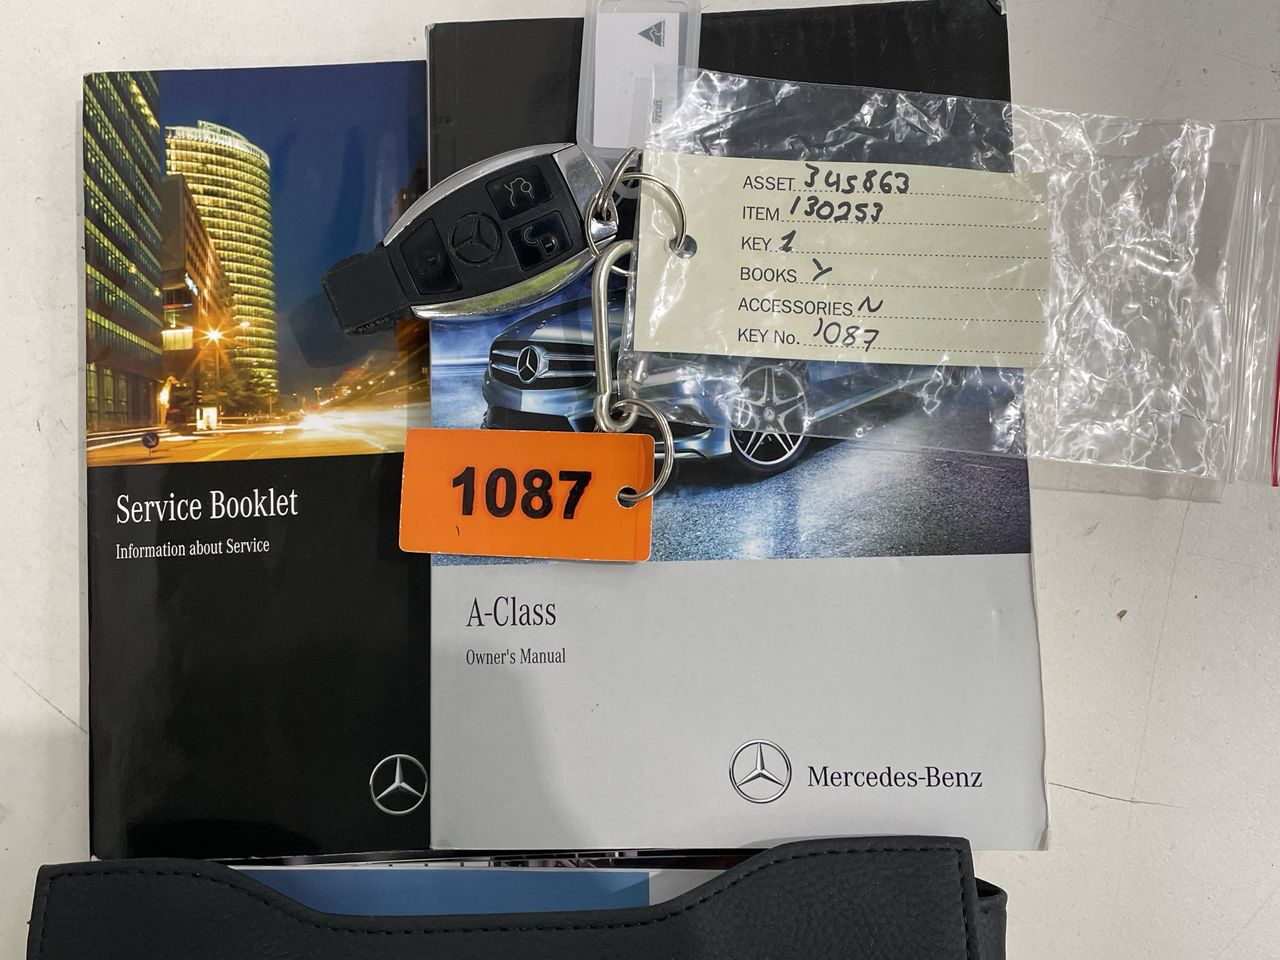 ASSET 345863
ITEM 130253
KEY 1
BOOKS Y
ACCESSORIES N
KEY No. 1087
1087
Service Booklet
Information about Service
A-Class
Owner's Manual
Mercedes-Benz